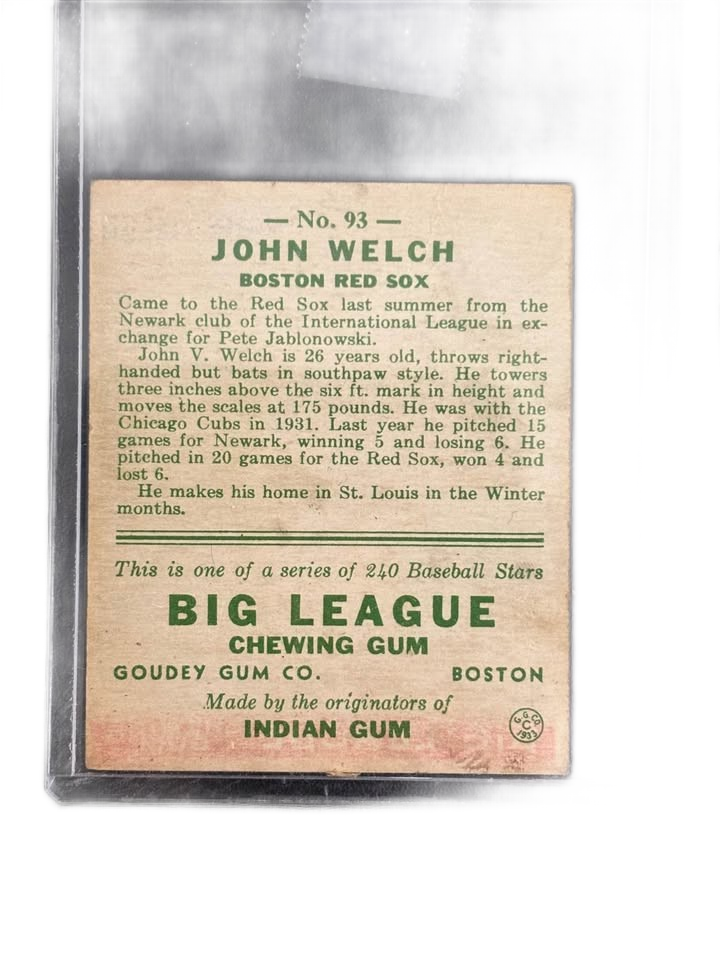 — No. 93 —
JOHN WELCH
BOSTON RED SOX
Came to the Red Sox last summer from the
Newark club of the International League in ex-
change for Pete Jablonowski.
John V. Welch is 26 years old, throws right-
handed but bats in southpaw style. He towers
three inches above the six ft. mark in height and
moves the scales at 175 pounds. He was with the
Chicago Cubs in 1931. Last year he pitched 15
games for Newark, winning 5 and losing 6. He
pitched in 20 games for the Red Sox, won 4 and
lost 6.
He makes his home in St. Louis in the Winter
months.
This is one of a series of 240 Baseball Stars
BIG LEAGUE
CHEWING GUM
GOUDEY GUM CO. BOSTON
Made by the originators of
INDIAN GUM
G. G. CO.
C
1933